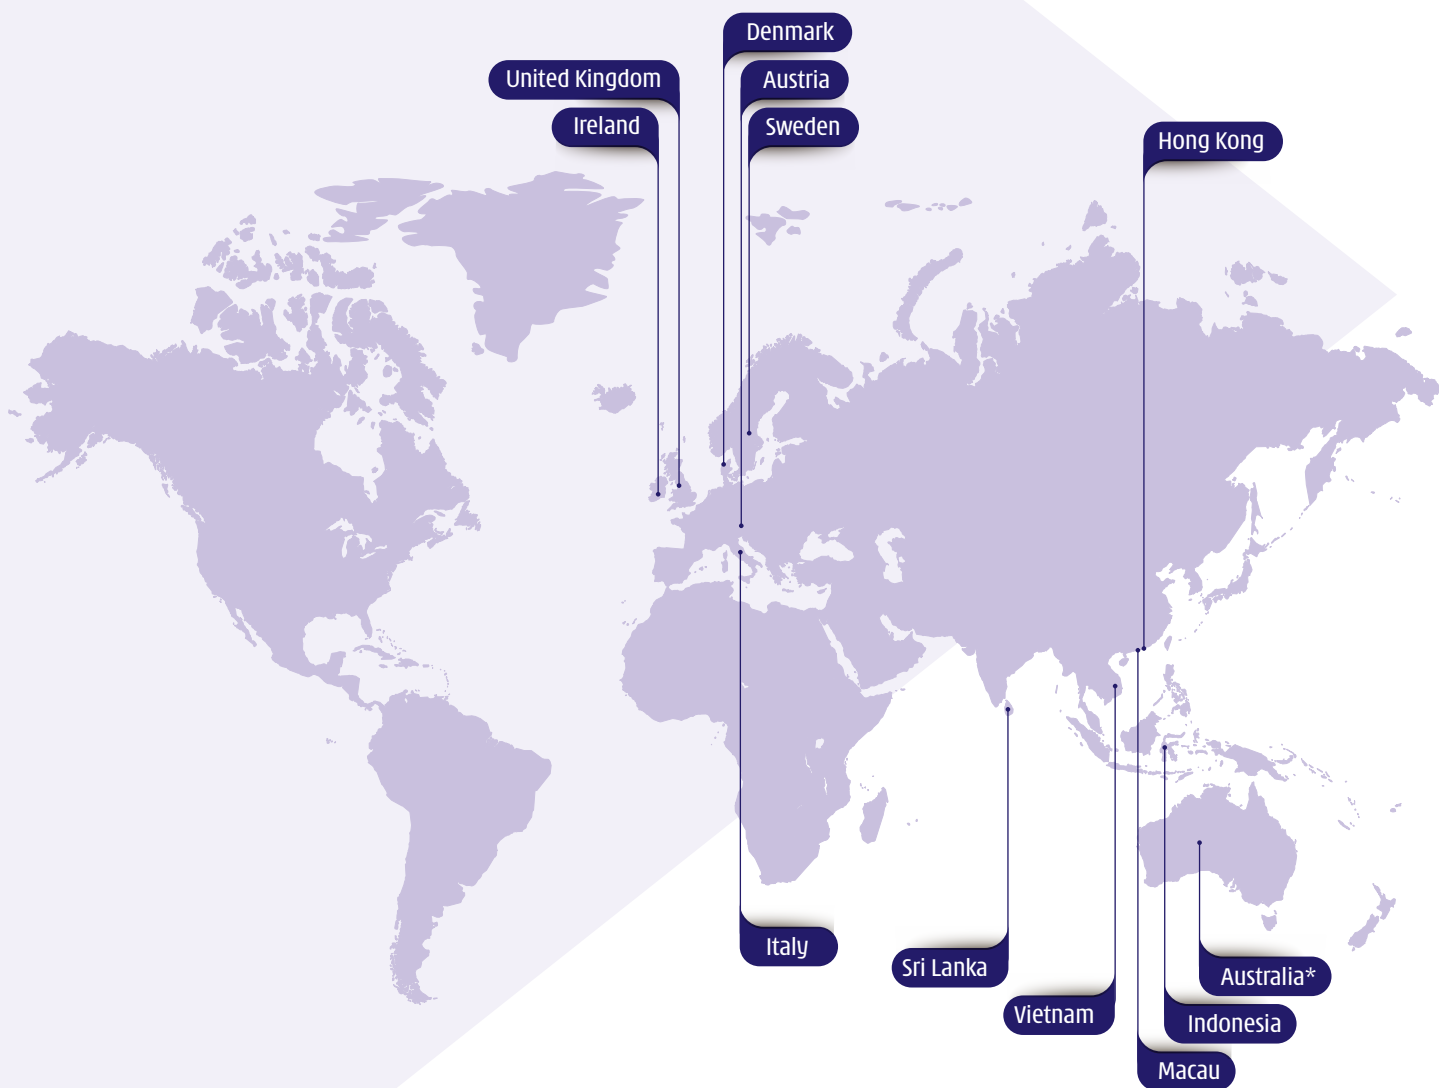 Denmark
United Kingdom
Austria
Ireland
Sweden
Hong Kong
Italy
Sri Lanka
Australia*
Vietnam
Indonesia
Macau